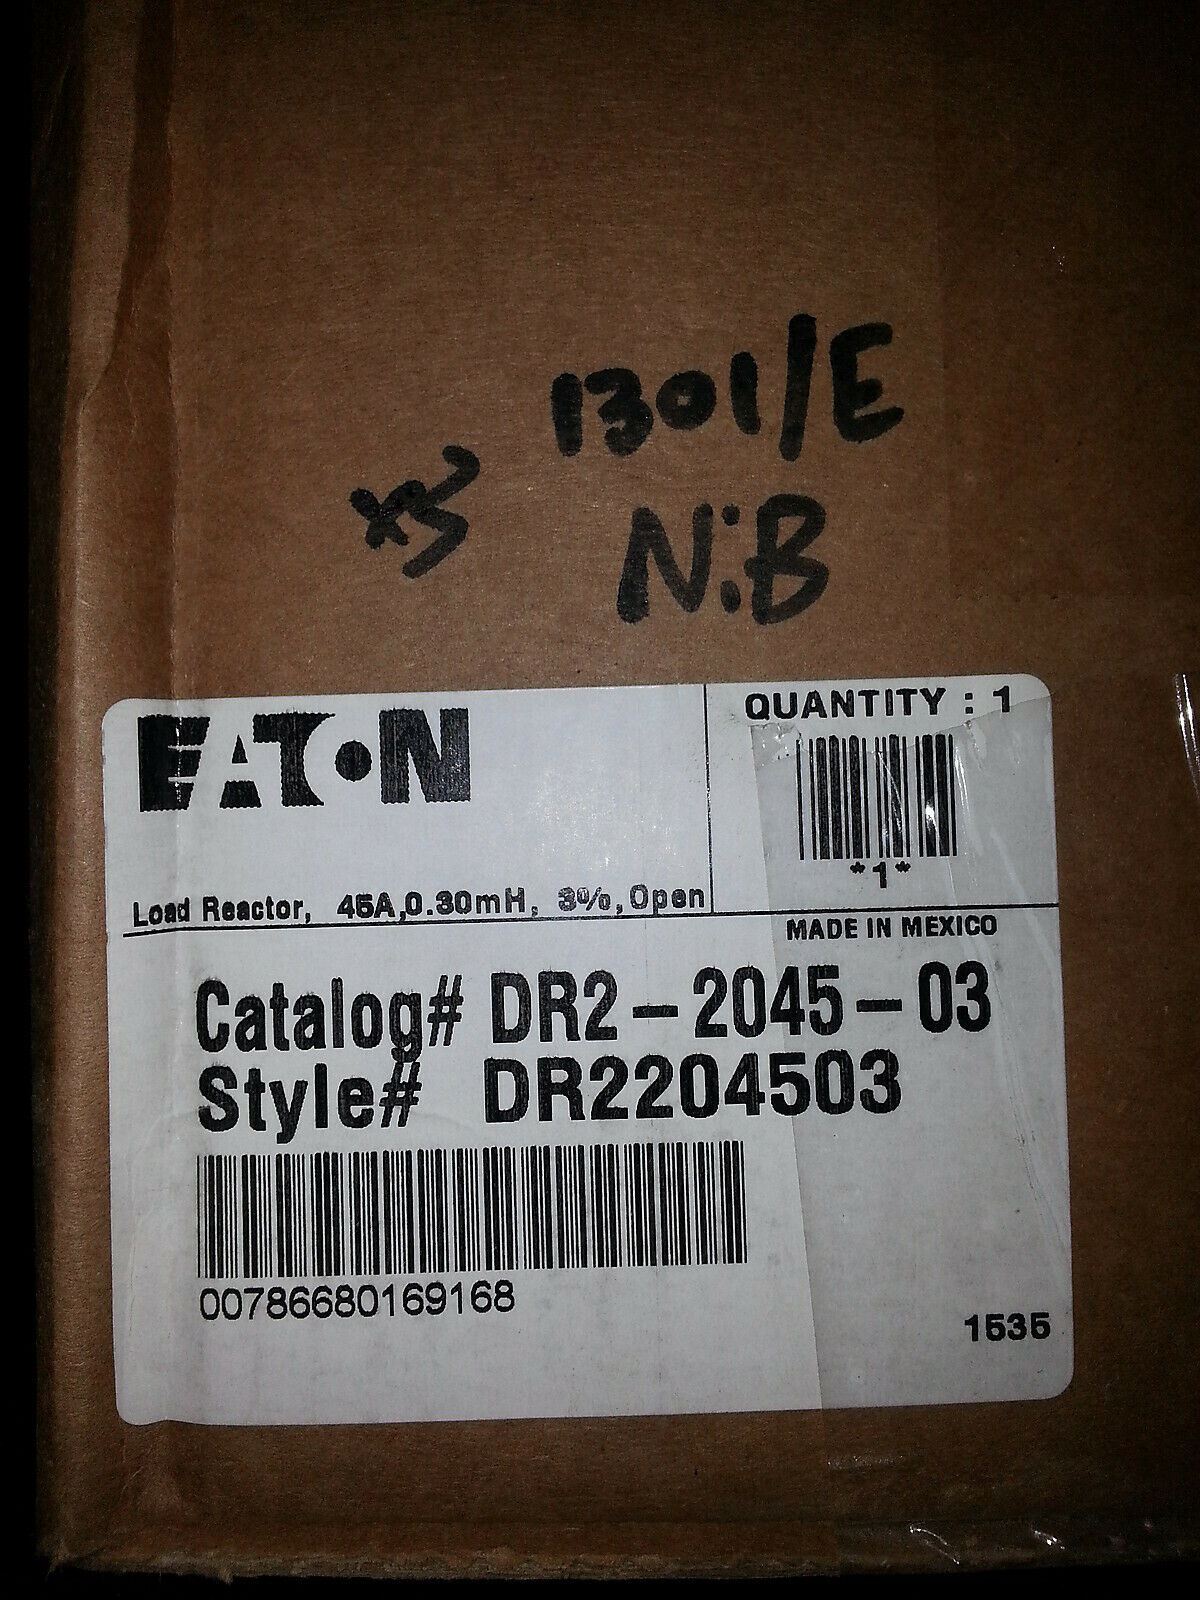 1301/E
x5
N:B
EATON
QUANTITY : 1
*1*
Load Reactor, 45A,0.30mH, 3%,Open
MADE IN MEXICO
Catalog# DR2-2045-03
Style# DR2204503
00786680169168
1535